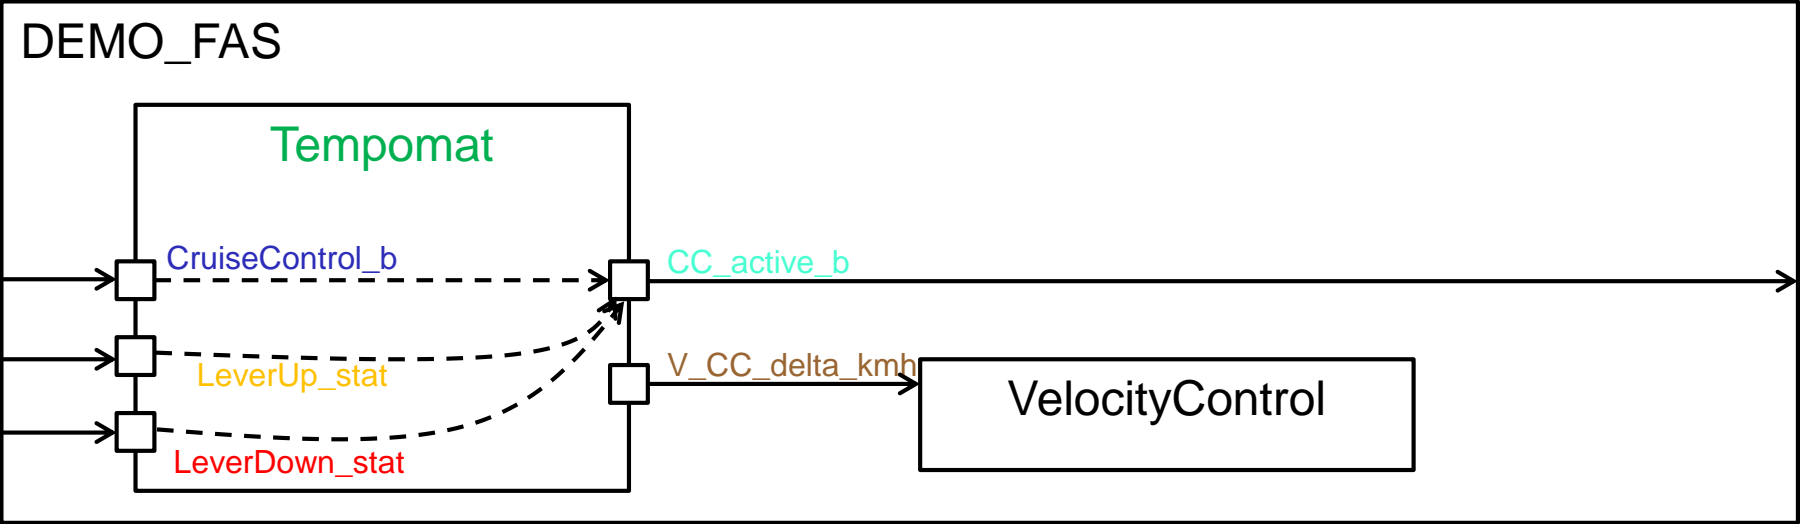 DEMO_FAS
Tempomat
CruiseControl_b
CC_active_b
LeverUp_stat
V_CC_delta_kmh
VelocityControl
LeverDown_stat